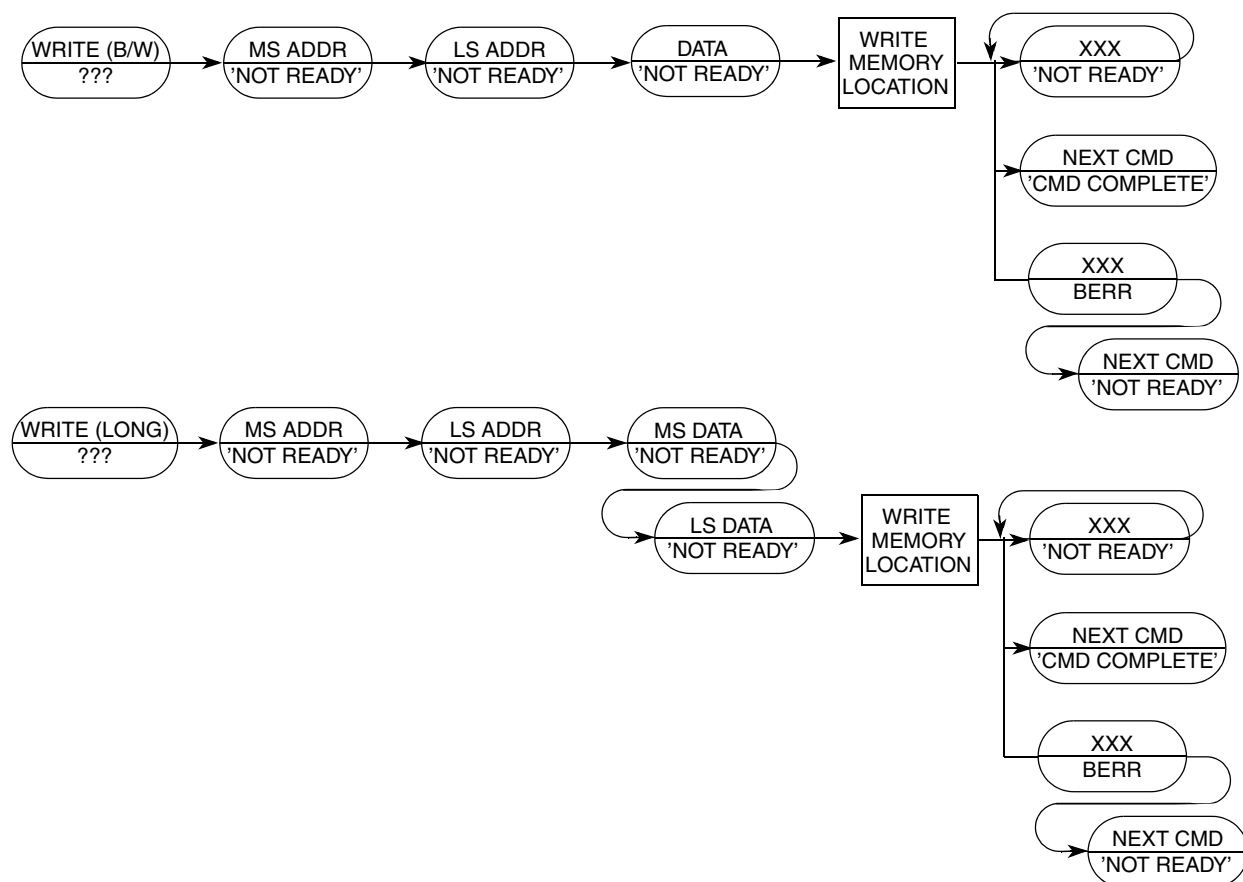 WRITE (B/W)
???
MS ADDR
'NOT READY'
LS ADDR
'NOT READY'
DATA
'NOT READY'
WRITE
MEMORY
LOCATION
XXX
'NOT READY'
NEXT CMD
'CMD COMPLETE'
XXX
BERR
NEXT CMD
'NOT READY'
WRITE (LONG)
???
MS ADDR
'NOT READY'
LS ADDR
'NOT READY'
MS DATA
'NOT READY'
LS DATA
'NOT READY'
WRITE
MEMORY
LOCATION
XXX
'NOT READY'
NEXT CMD
'CMD COMPLETE'
XXX
BERR
NEXT CMD
'NOT READY'